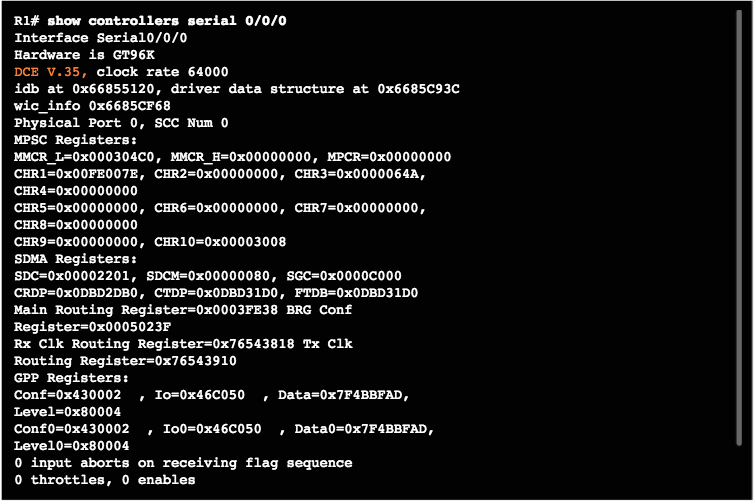 R1# show controllers serial 0/0/0
Interface Serial0/0/0
Hardware is GT96K
DCE V.35, clock rate 64000
idb at 0x66855120, driver data structure at 0x6685C93C
wic_info 0x6685CF68
Physical Port 0, SCC Num 0
MPSC Registers:
MMCR_L=0x000304C0, MMCR_H=0x00000000, MPCR=0x00000000
CHR1=0x00FE007E, CHR2=0x00000000, CHR3=0x0000064A,
CHR4=0x00000000
CHR5=0x00000000, CHR6=0x00000000, CHR7=0x00000000,
CHR8=0x00000000
CHR9=0x00000000, CHR10=0x00003008
SDMA Registers:
SDC=0x00002201, SDCM=0x00000080, SGC=0x0000C000
CRDP=0x0DBD2DB0, CTDP=0x0DBD31D0, FTDB=0x0DBD31D0
Main Routing Register=0x0003FE38 BRG Conf
Register=0x0005023F
Rx Clk Routing Register=0x76543818 Tx Clk
Routing Register=0x76543910
GPP Registers:
Conf=0x430002  , Io=0x46C050  , Data=0x7F4BBFAD,
Level=0x80004
Conf0=0x430002  , Io0=0x46C050  , Data0=0x7F4BBFAD,
Level0=0x80004
0 input aborts on receiving flag sequence
0 throttles, 0 enables